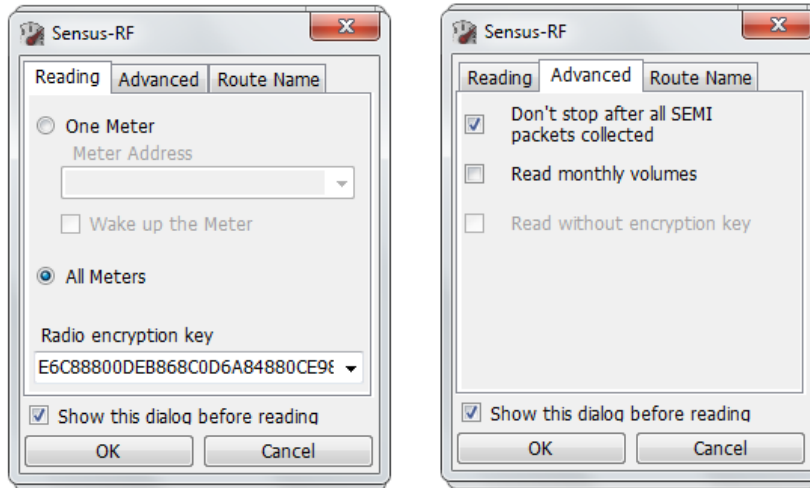 Sensus-RF
Reading Advanced Route Name
One Meter
Meter Address
Wake up the Meter
All Meters
Radio encryption key
E6C88800DEB868C0D6A84880CE98
Show this dialog before reading
OK Cancel
Sensus-RF
Reading Advanced Route Name
Don't stop after all SEMI
packets collected
Read monthly volumes
Read without encryption key
Show this dialog before reading
OK Cancel